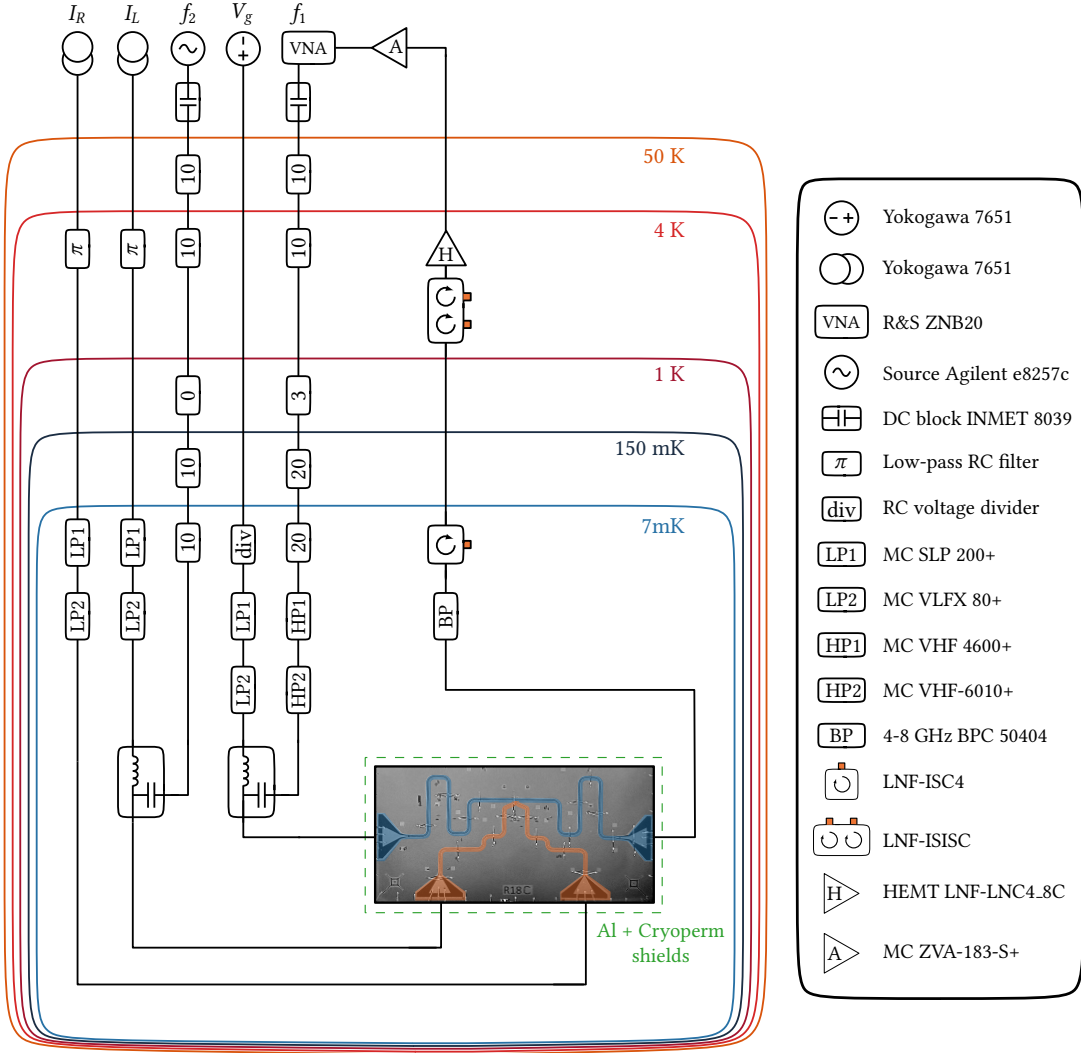 I_R I_L f_2 V_g f_1
VNA A
50 K
10 10
4 K
π π 10 10 H
1 K
0 3
150 mK
10 20
7mK
LP1 LP1 10 div 20
LP2 LP2 LP1 HP1 BP
LP2 HP2
R18C
Al + Cryoperm
shields
Yokogawa 7651
Yokogawa 7651
VNA R&S ZNB20
Source Agilent e8257c
DC block INMET 8039
π Low-pass RC filter
div RC voltage divider
LP1 MC SLP 200+
LP2 MC VLFX 80+
HP1 MC VHF 4600+
HP2 MC VHF-6010+
BP 4-8 GHz BPC 50404
LNF-ISC4
LNF-ISISC
H HEMT LNF-LNC4_8C
A MC ZVA-183-S+